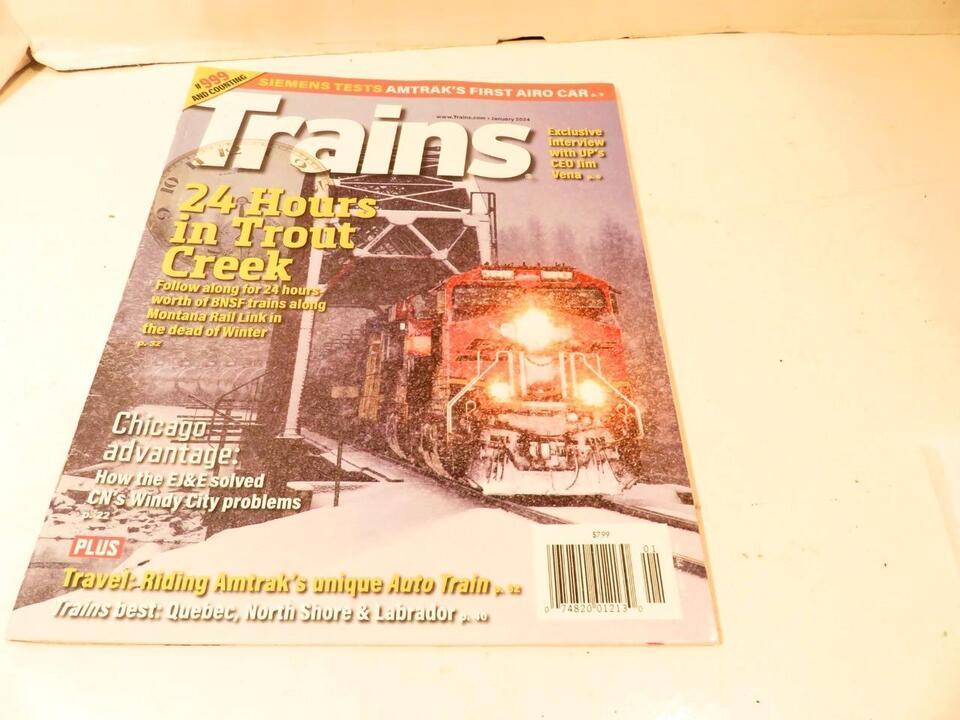 # 999
AND COUNTING
SIEMENS TESTS AMTRAK'S FIRST AIRO CAR
Trains
www.Trains.com • January 2024
Exclusive
interview
with UP's
CEO Jim
Vena
24 Hours
in Trout
Creek
Follow along for 24 hours
worth of BNSF trains along
Montana Rail Link in
the dead of Winter
p. 32
Chicago
advantage:
How the EJ&E solved
CN's Windy City problems
p. 22
PLUS
Travel: Riding Amtrak's unique Auto Train p. 52
Trains best: Quebec, North Shore & Labrador
$7.99
01
0 74820 01213 0